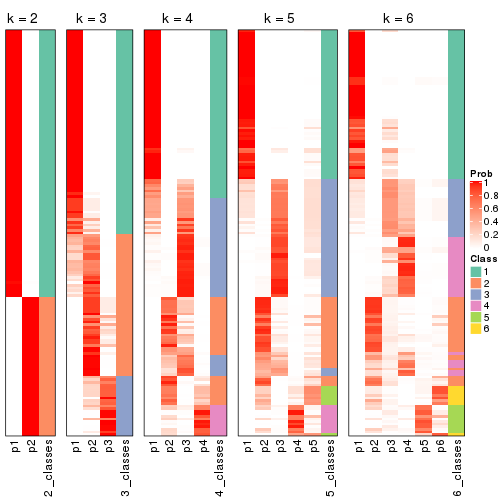 k = 2
k = 3
k = 4
k = 5
k = 6
p1
p2
2_classes
p1
p2
p3
3_classes
p1
p2
p3
p4
4_classes
p1
p2
p3
p4
p5
5_classes
p1
p2
p3
p4
p5
p6
6_classes
Prob
1
0.8
0.6
0.4
0.2
0
Class
1
2
3
4
5
6